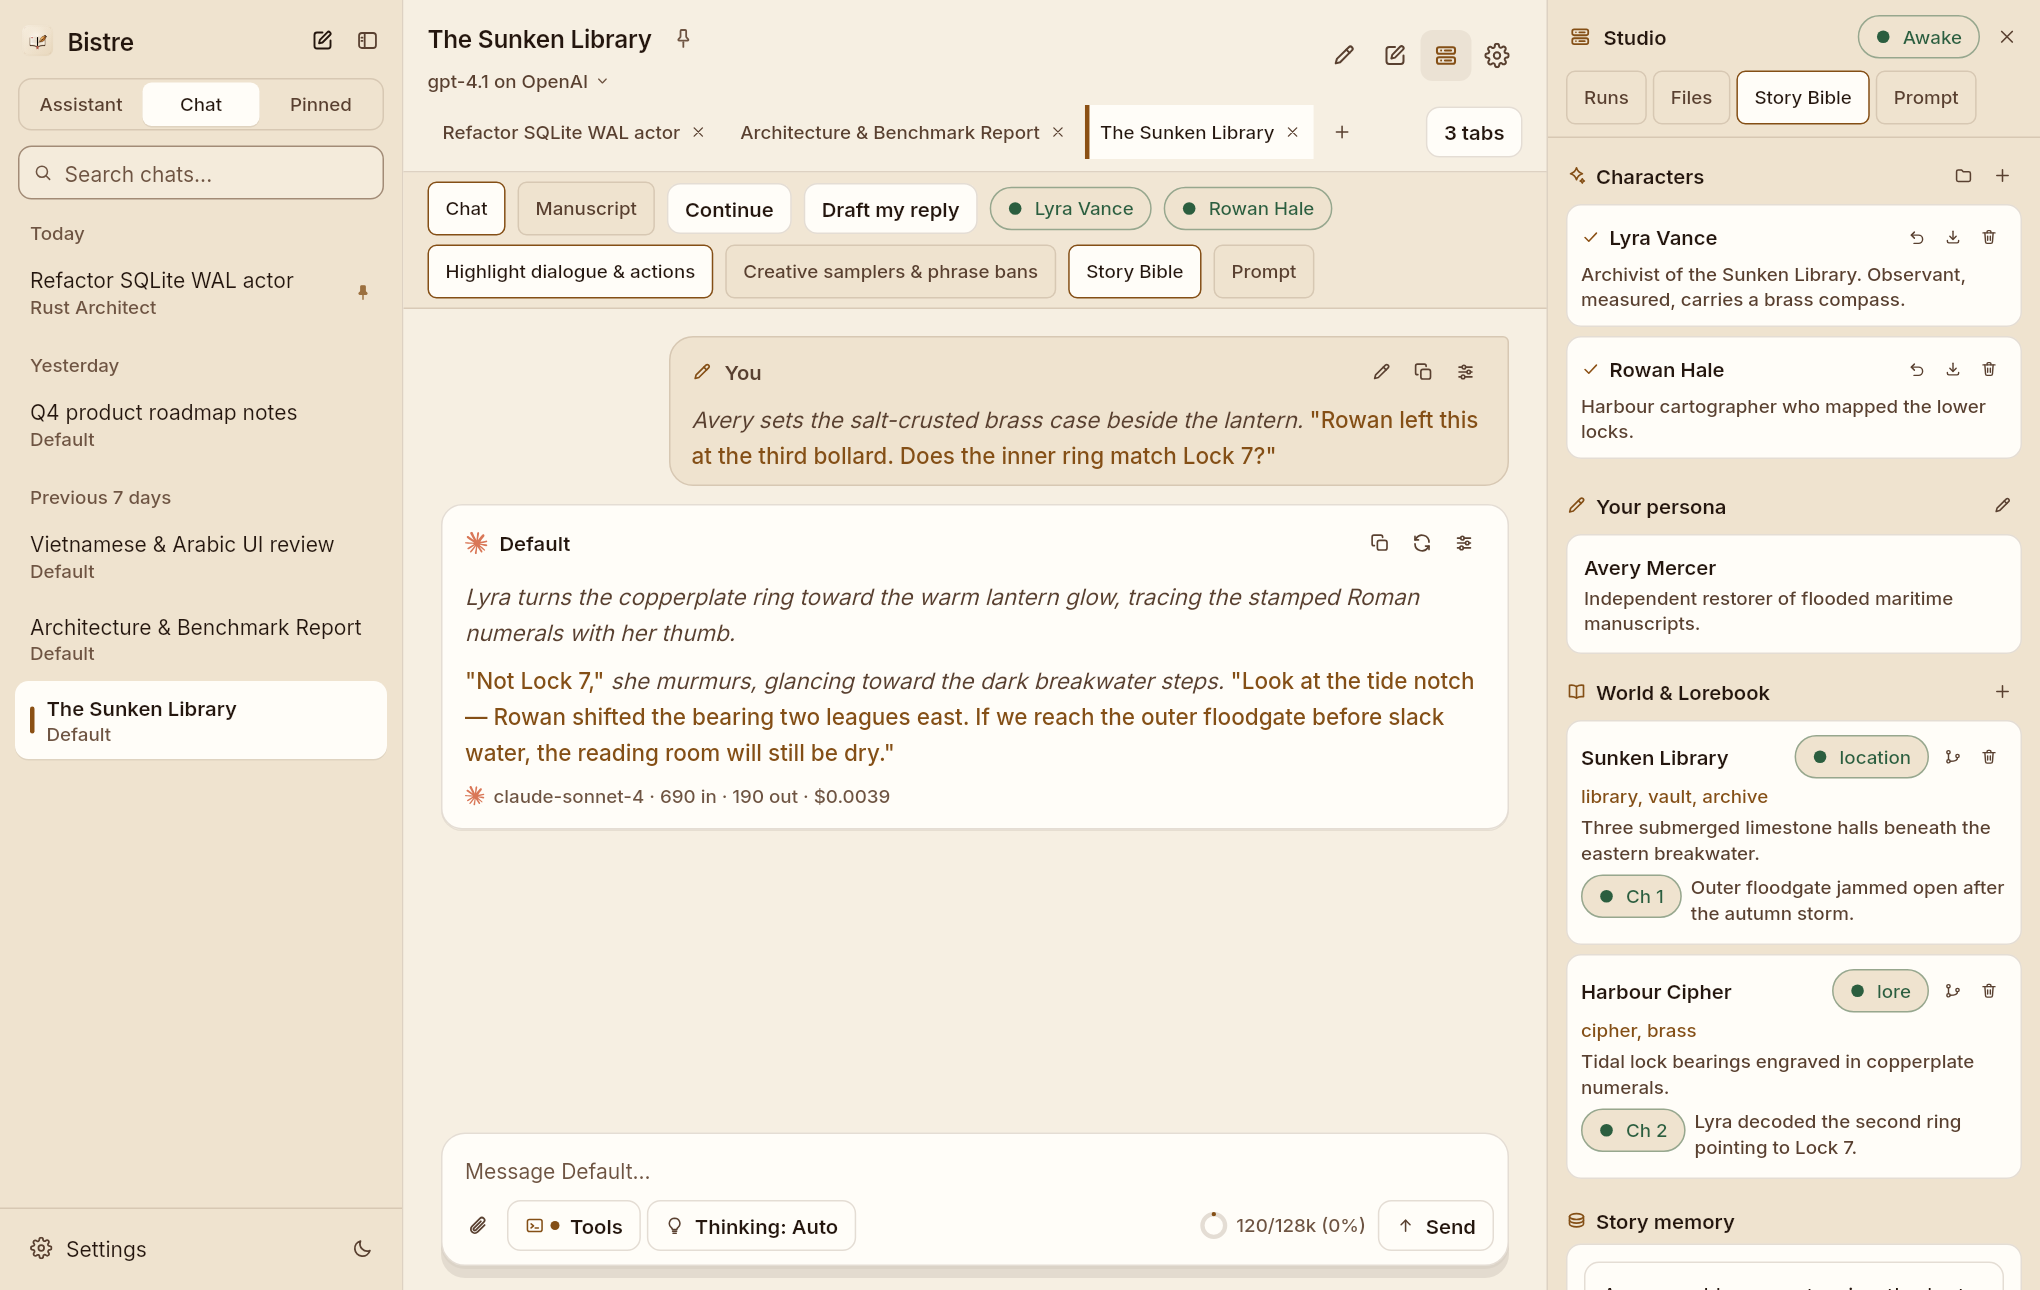 Bistre
Assistant
Chat
Pinned
Search chats...
Today
Refactor SQLite WAL actor
Rust Architect
Yesterday
Q4 product roadmap notes
Default
Previous 7 days
Vietnamese & Arabic UI review
Default
Architecture & Benchmark Report
Default
The Sunken Library
Default
Settings
The Sunken Library
gpt-4.1 on OpenAI
Refactor SQLite WAL actor
Architecture & Benchmark Report
The Sunken Library
3 tabs
Chat
Manuscript
Continue
Draft my reply
Lyra Vance
Rowan Hale
Highlight dialogue & actions
Creative samplers & phrase bans
Story Bible
Prompt
You
Avery sets the salt-crusted brass case beside the lantern. "Rowan left this
at the third bollard. Does the inner ring match Lock 7?"
Default
Lyra turns the copperplate ring toward the warm lantern glow, tracing the stamped Roman
numerals with her thumb.
"Not Lock 7," she murmurs, glancing toward the dark breakwater steps. "Look at the tide notch
— Rowan shifted the bearing two leagues east. If we reach the outer floodgate before slack
water, the reading room will still be dry."
claude-sonnet-4 · 690 in · 190 out · $0.0039
Message Default...
Tools
Thinking: Auto
120/128k (0%)
Send
Studio
Awake
Runs
Files
Story Bible
Prompt
Characters
Lyra Vance
Archivist of the Sunken Library. Observant,
measured, carries a brass compass.
Rowan Hale
Harbour cartographer who mapped the lower
locks.
Your persona
Avery Mercer
Independent restorer of flooded maritime
manuscripts.
World & Lorebook
Sunken Library
location
library, vault, archive
Three submerged limestone halls beneath the
eastern breakwater.
Ch 1
Outer floodgate jammed open after
the autumn storm.
Harbour Cipher
lore
cipher, brass
Tidal lock bearings engraved in copperplate
numerals.
Ch 2
Lyra decoded the second ring
pointing to Lock 7.
Story memory